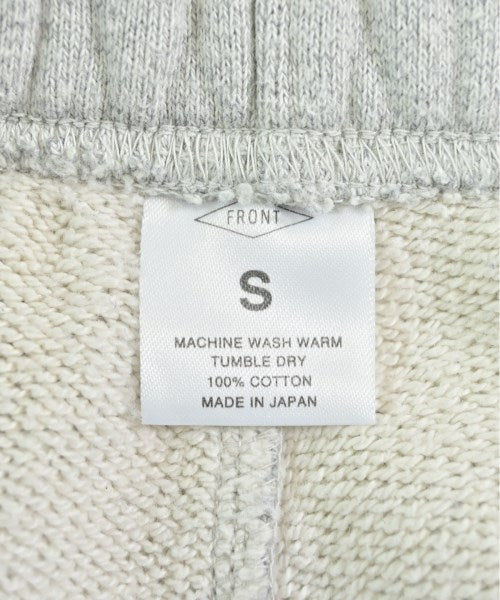 FRONT
S
MACHINE WASH WARM
TUMBLE DRY
100% COTTON
MADE IN JAPAN